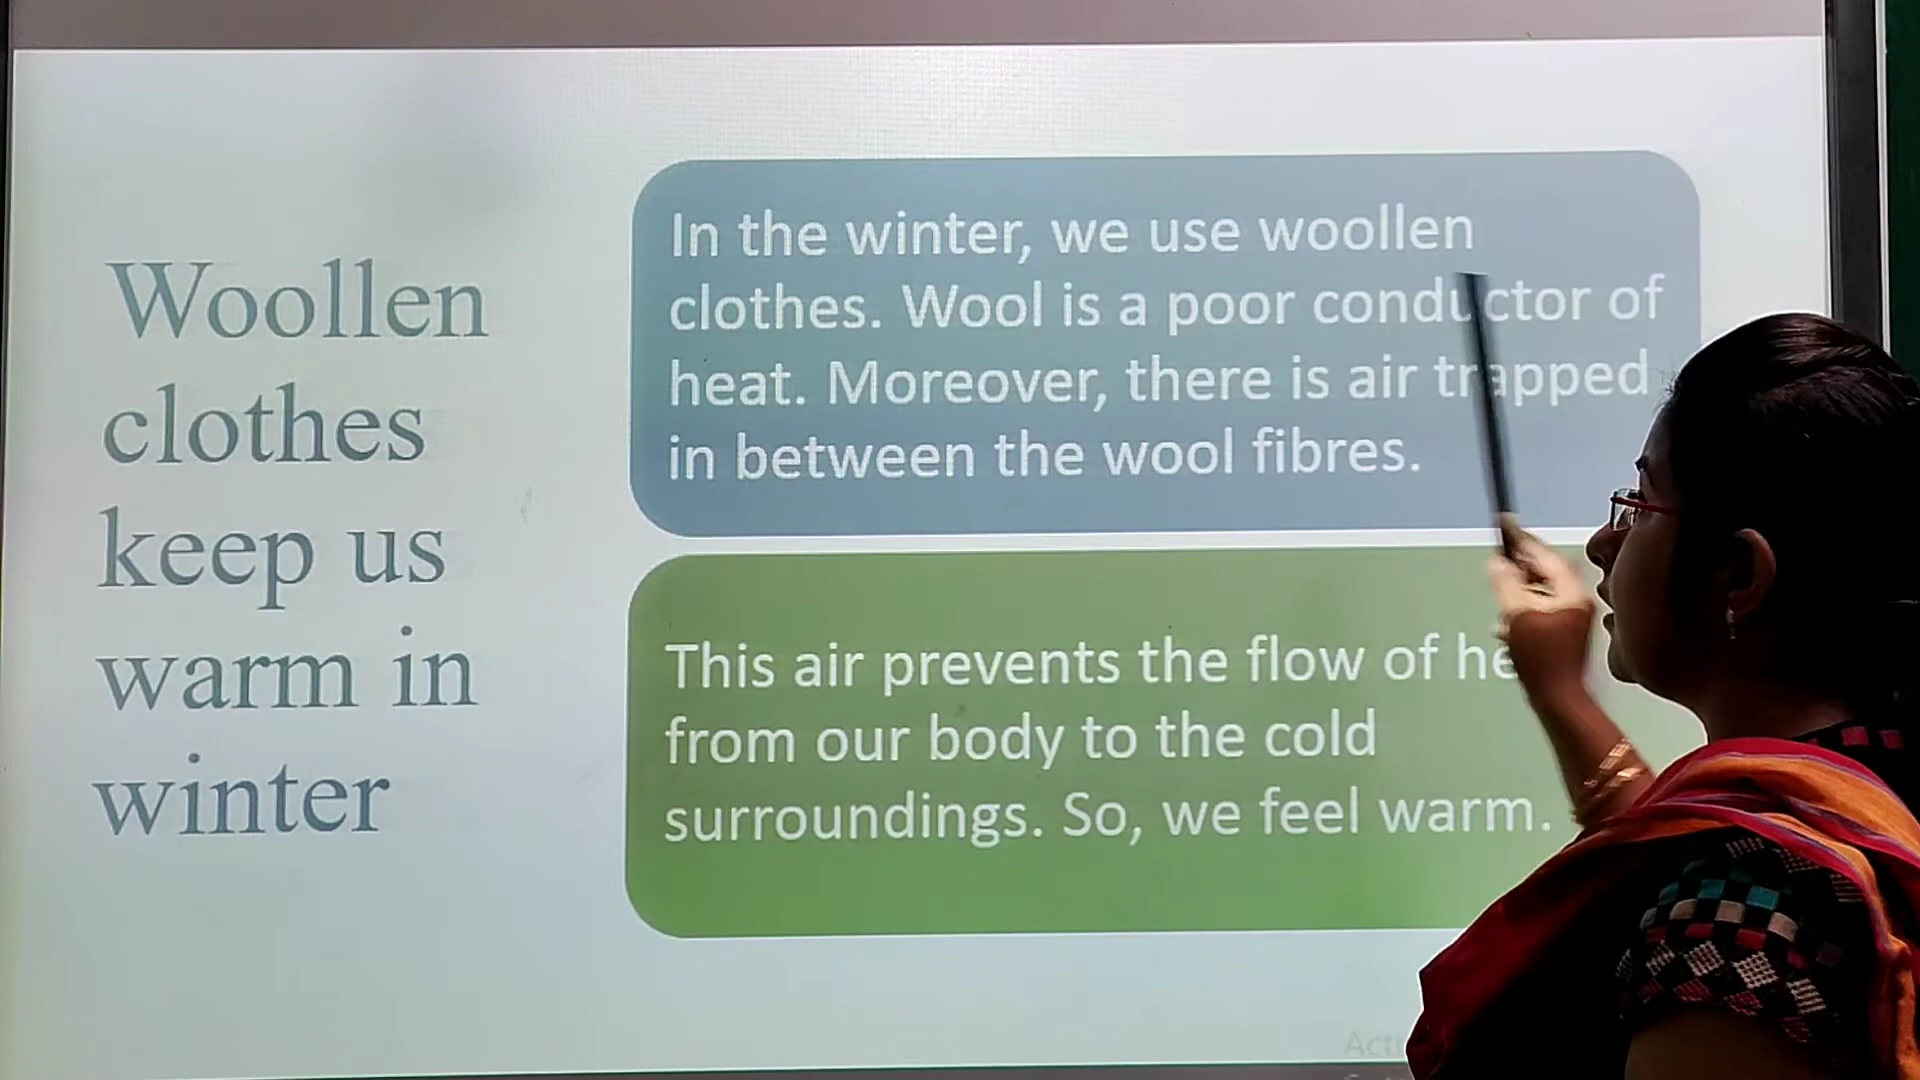 Woollen
clothes
keep us
warm in
winter
In the winter, we use woollen
clothes. Wool is a poor conductor of
heat. Moreover, there is air trapped
in between the wool fibres.
This air prevents the flow of
from our body to the cold
surroundings. So, we feel warm.